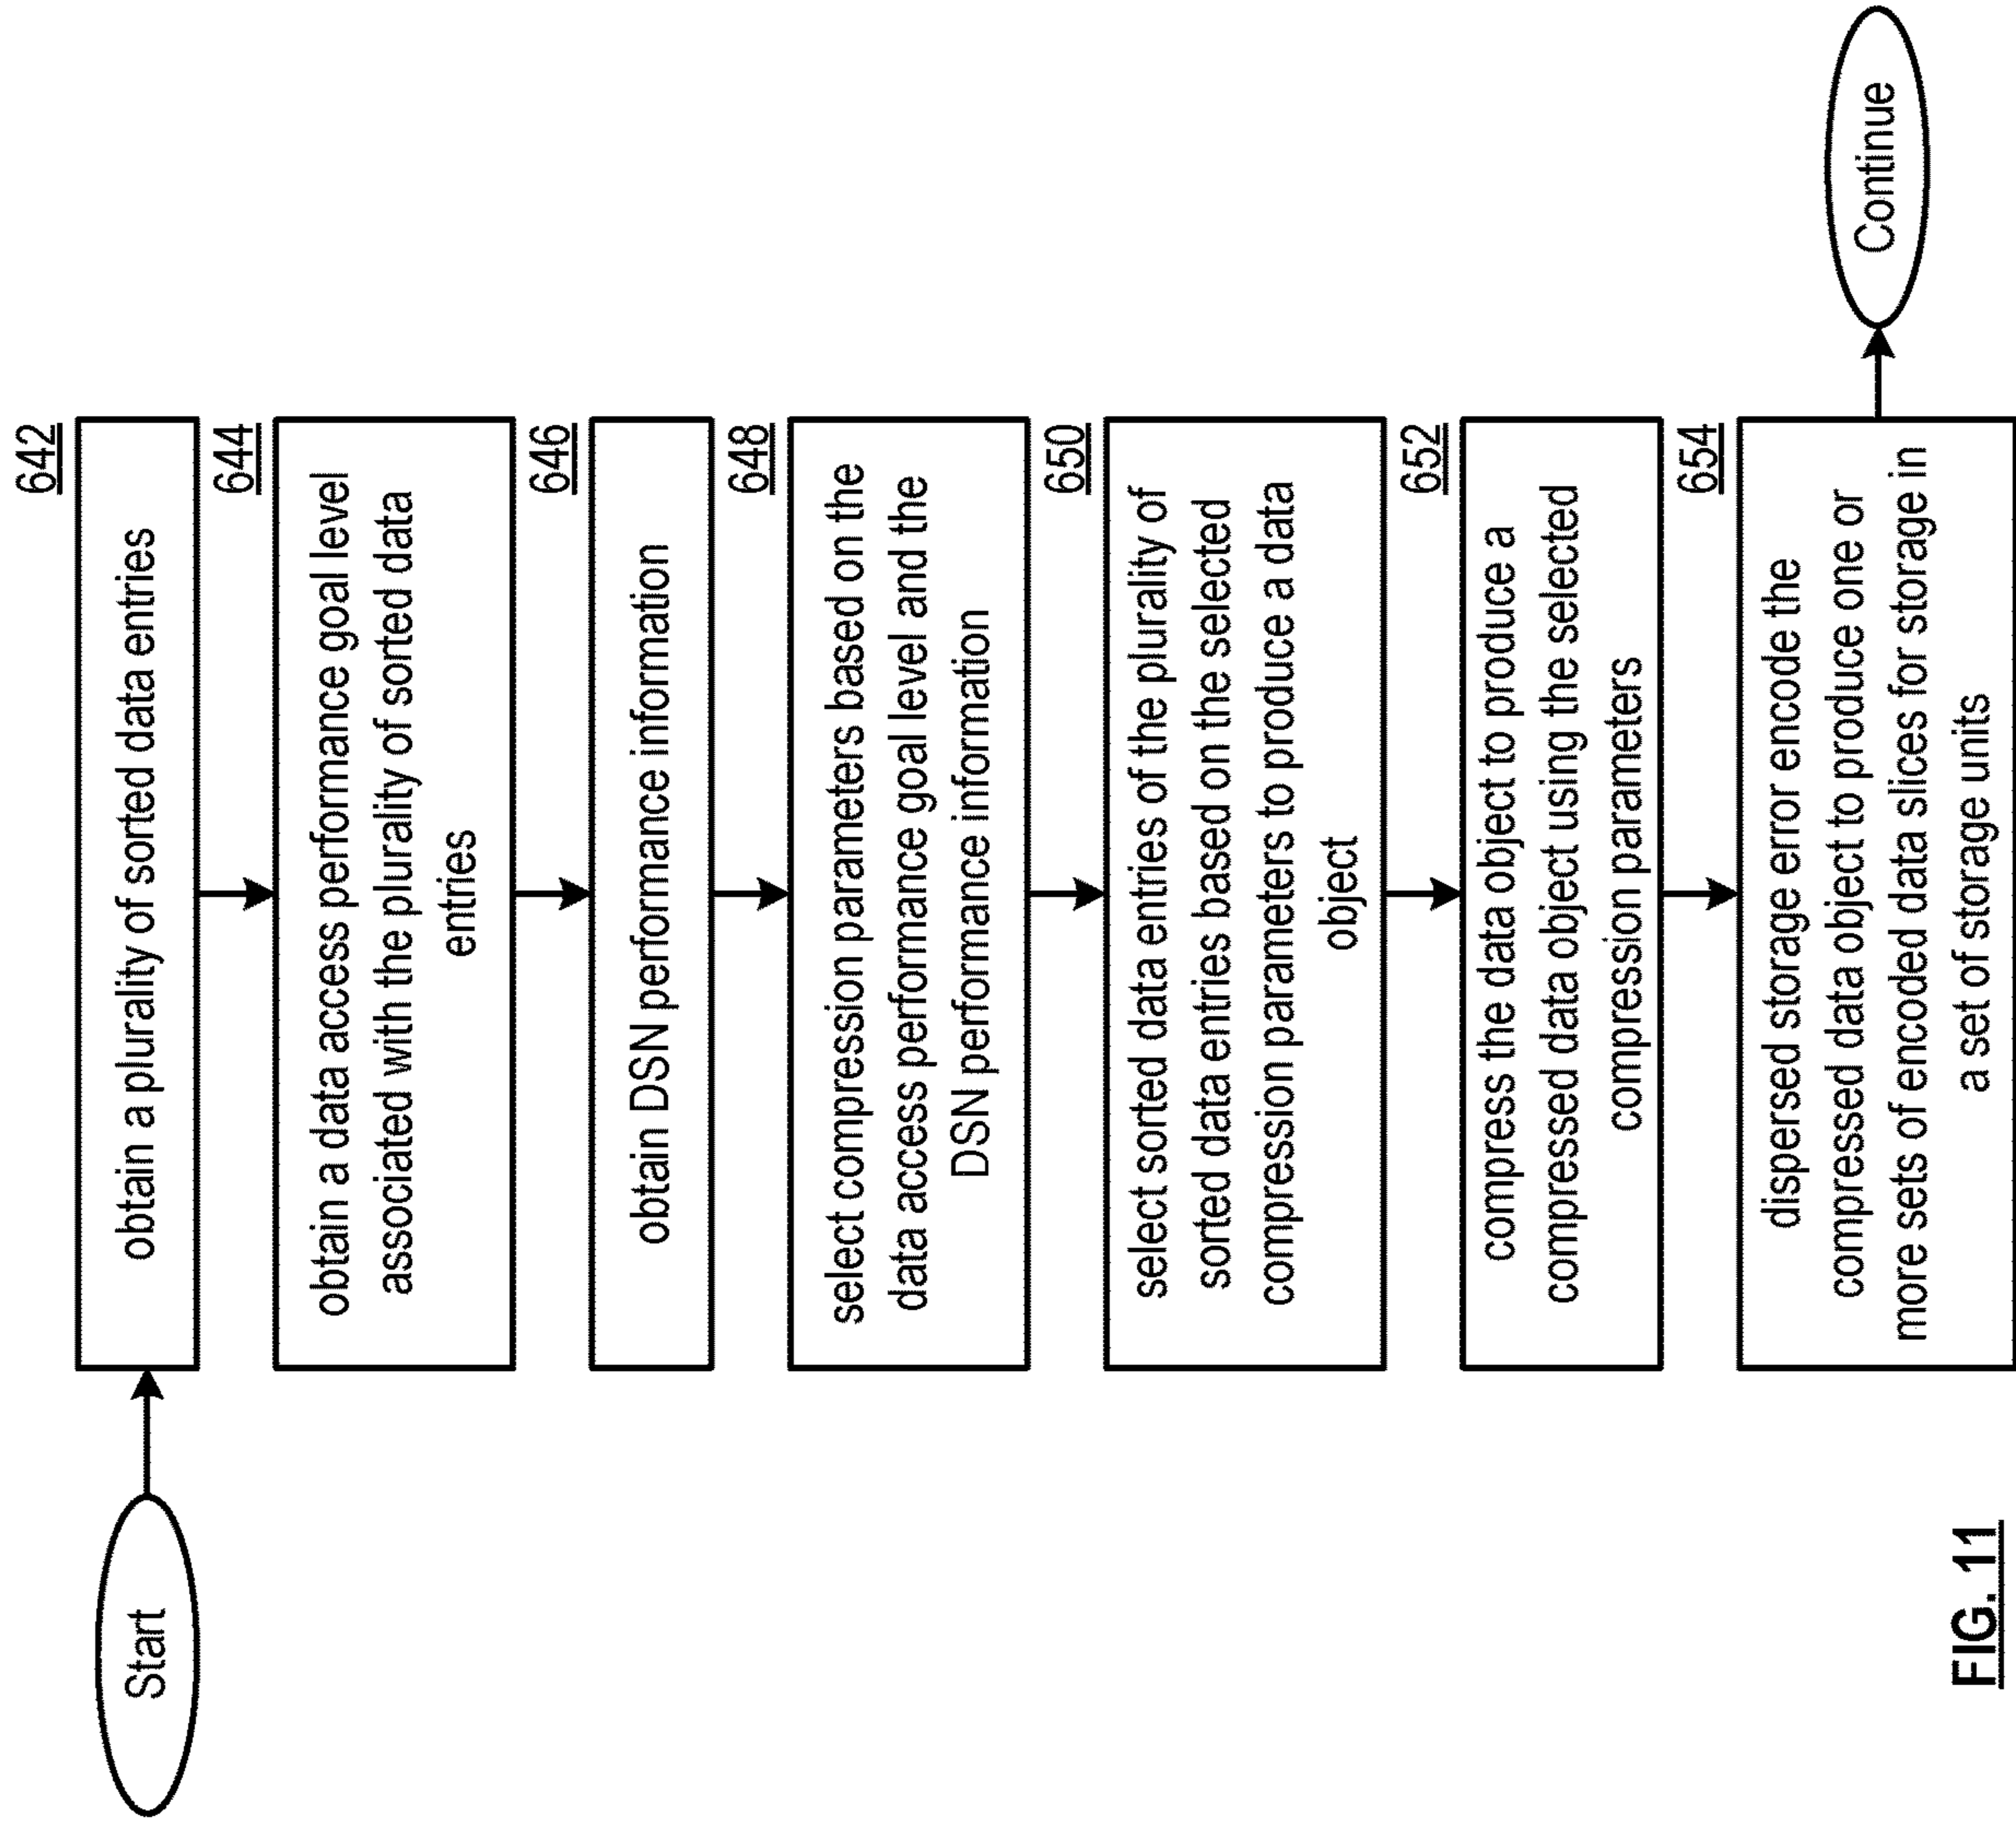 Start
642
obtain a plurality of sorted data entries
644
obtain a data access performance goal level
associated with the plurality of sorted data
entries
646
obtain DSN performance information
648
select compression parameters based on the
data access performance goal level and the
DSN performance information
650
select sorted data entries of the plurality of
sorted data entries based on the selected
compression parameters to produce a data
object
652
compress the data object to produce a
compressed data object using the selected
compression parameters
654
dispersed storage error encode the
compressed data object to produce one or
more sets of encoded data slices for storage in
a set of storage units
Continue
FIG. 11